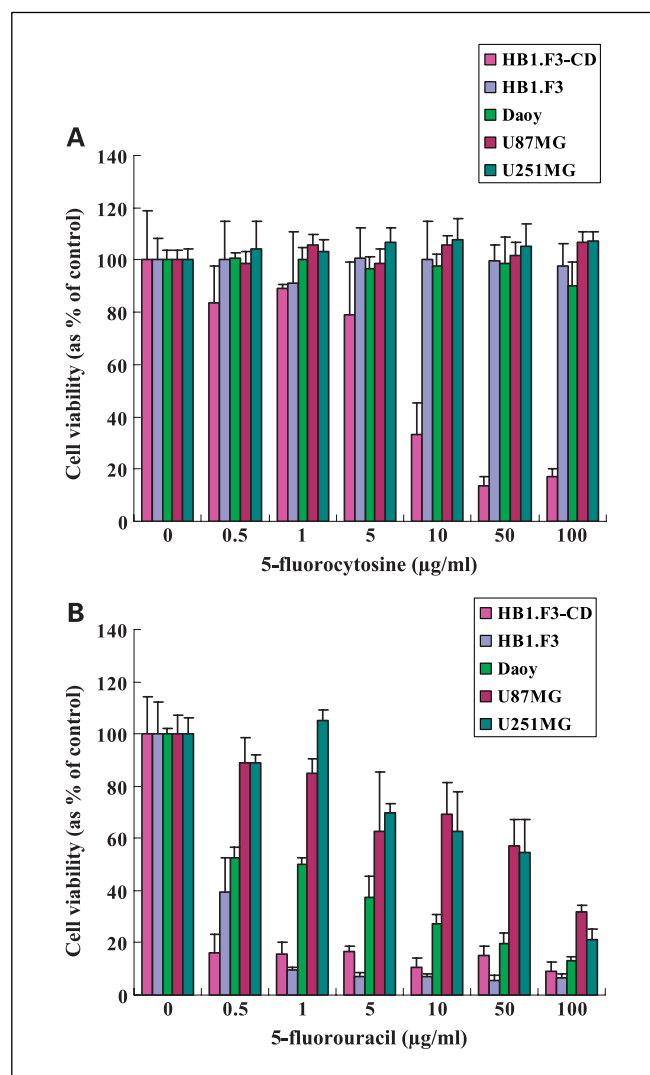 HB1.F3-CD
HB1.F3
Daoy
U87MG
U251MG
A
140
120
100
80
60
40
20
0
Cell viability (as % of control)
0 0.5 1 5 10 50 100
5-fluorocytosine (µg/ml)
HB1.F3-CD
HB1.F3
Daoy
U87MG
U251MG
B
140
120
100
80
60
40
20
0
Cell viability (as % of control)
0 0.5 1 5 10 50 100
5-fluorouracil (µg/ml)